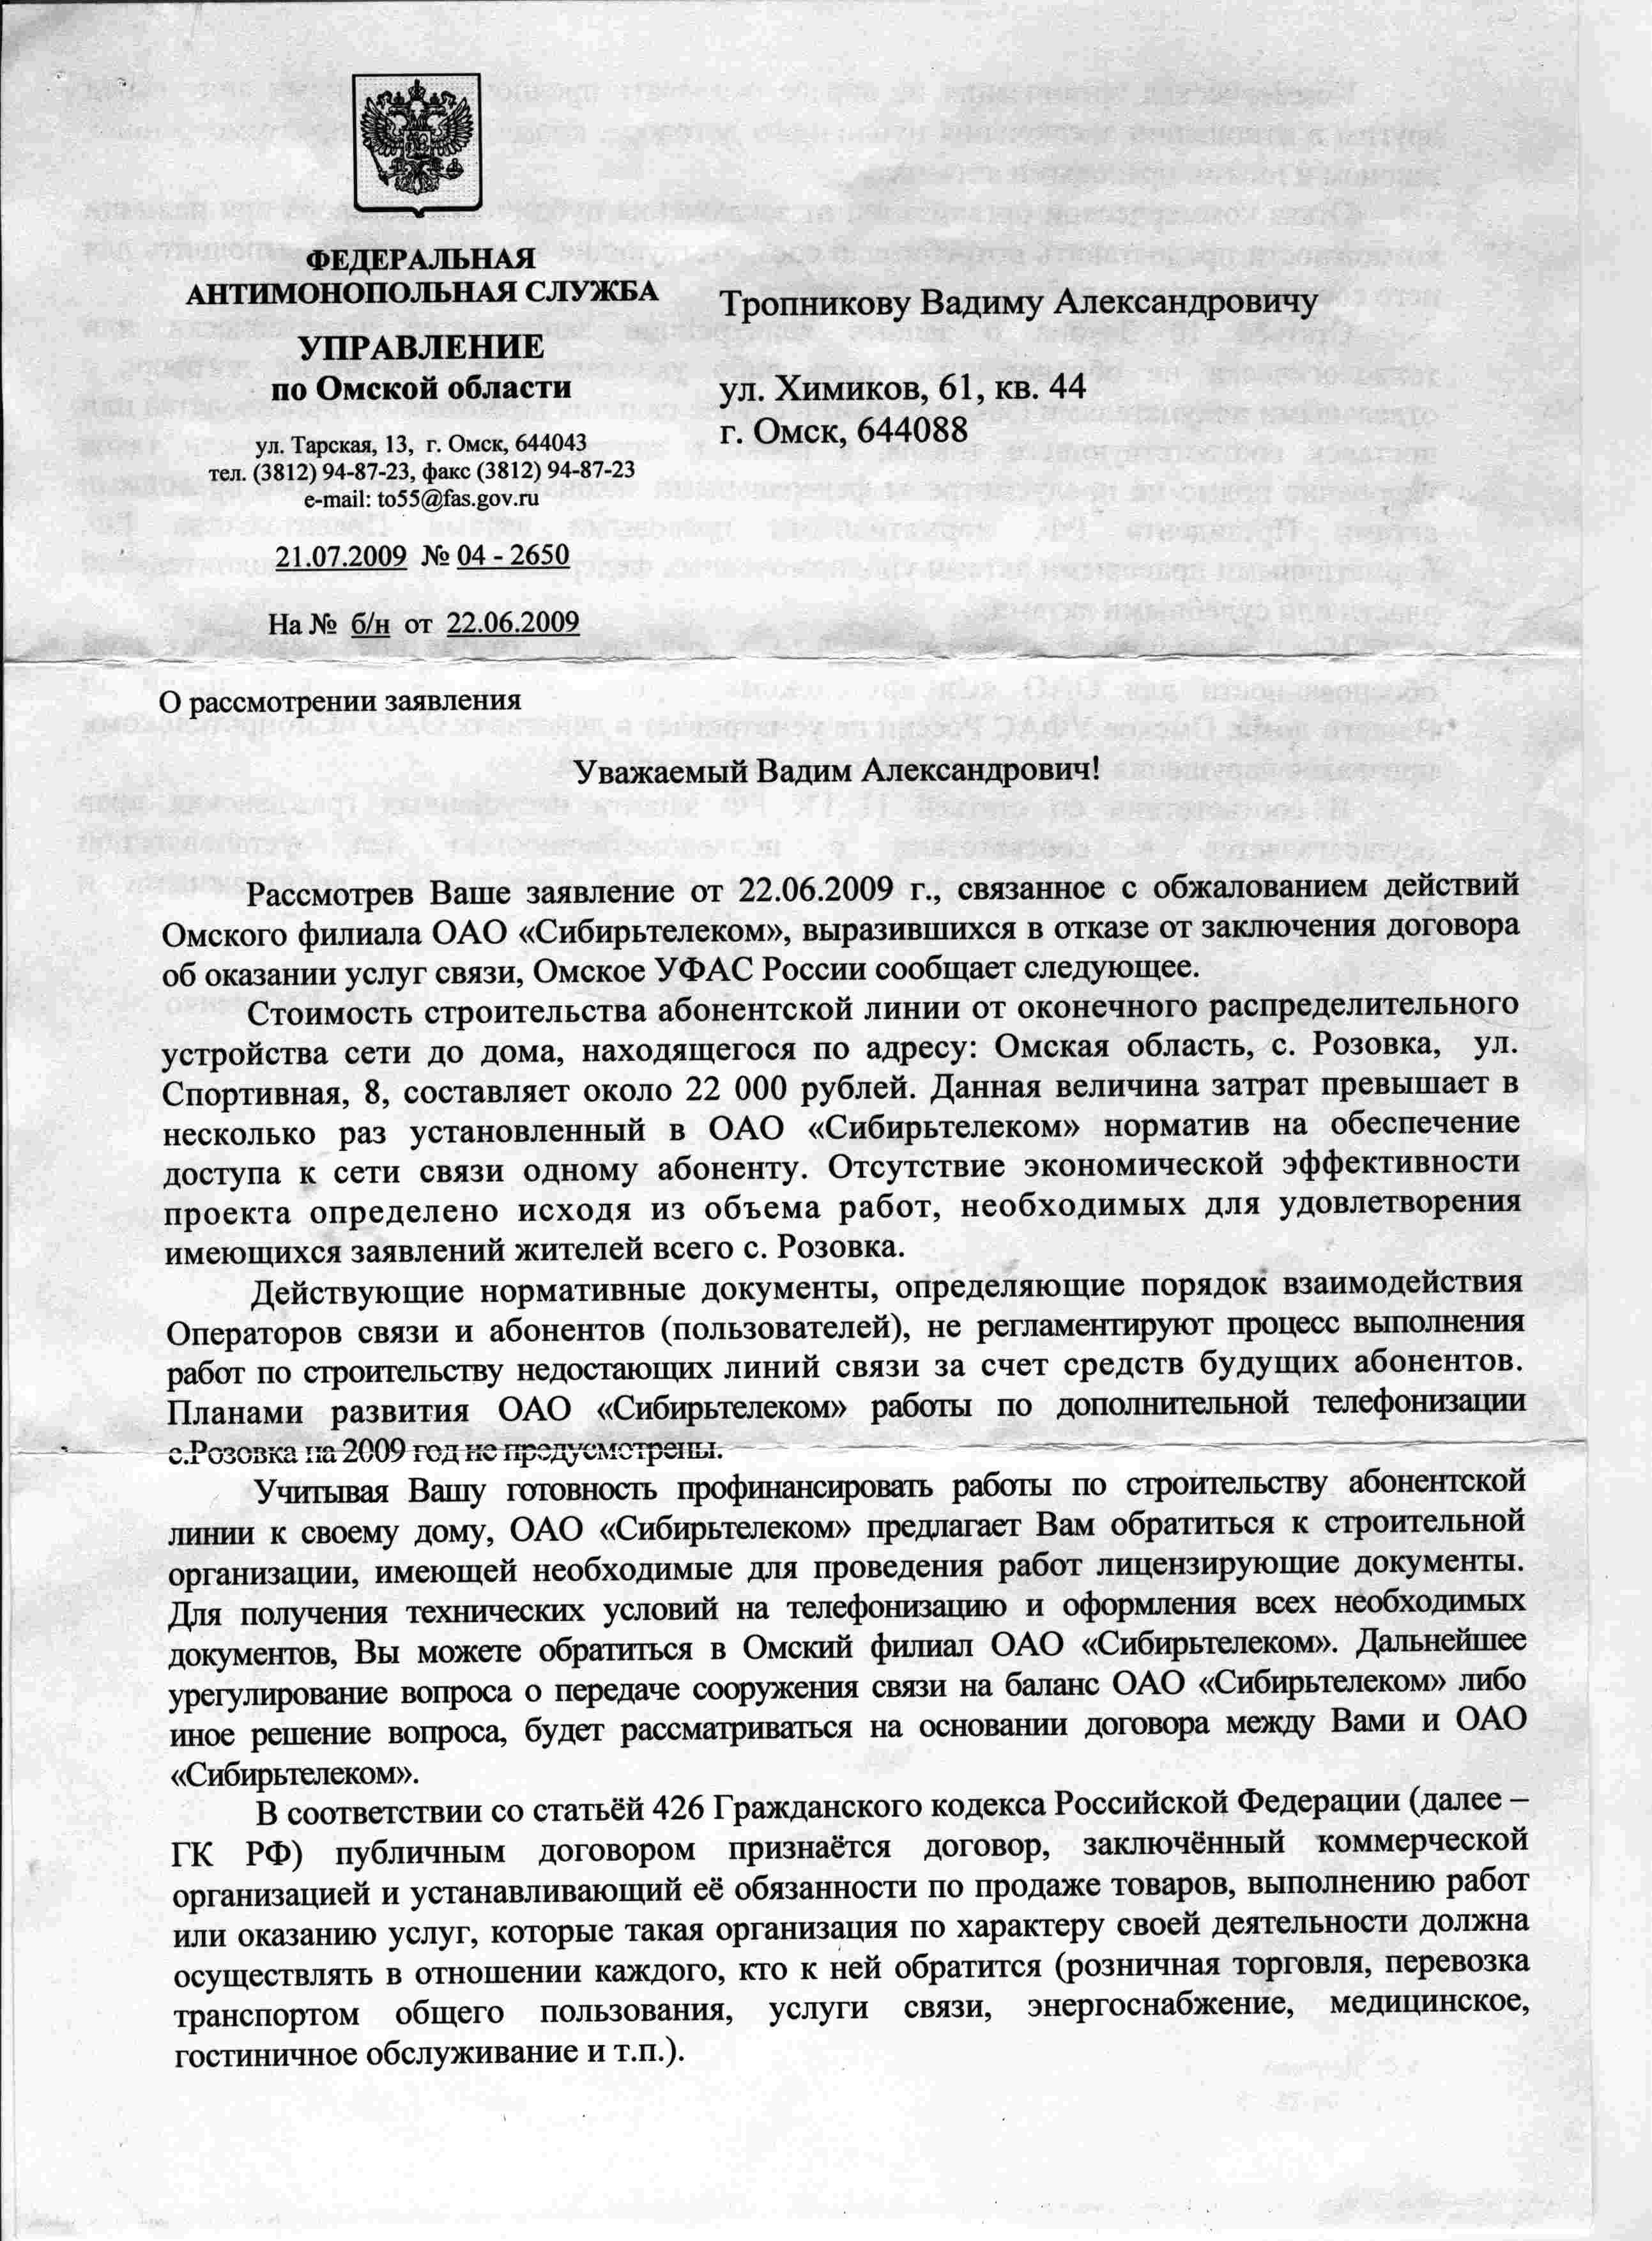 ФЕДЕРАЛЬНАЯ
АНТИМОНОПОЛЬНАЯ СЛУЖБА
УПРАВЛЕНИЕ
по Омской области
ул. Тарская, 13, г. Омск, 644043
тел. (3812) 94-87-23, факс (3812) 94-87-23
e-mail: to55@fas.gov.ru
21.07.2009 № 04 - 2650
На № б/н от 22.06.2009
Тропникову Вадиму Александровичу
ул. Химиков, 61, кв. 44
г. Омск, 644088
О рассмотрении заявления
Уважаемый Вадим Александрович!
Рассмотрев Ваше заявление от 22.06.2009 г., связанное с обжалованием действий
Омского филиала ОАО «Сибирьтелеком», выразившихся в отказе от заключения договора
об оказании услуг связи, Омское УФАС России сообщает следующее.
Стоимость строительства абонентской линии от оконечного распределительного
устройства сети до дома, находящегося по адресу: Омская область, с. Розовка, ул.
Спортивная, 8, составляет около 22 000 рублей. Данная величина затрат превышает в
несколько раз установленный в ОАО «Сибирьтелеком» норматив на обеспечение
доступа к сети связи одному абоненту. Отсутствие экономической эффективности
проекта определено исходя из объема работ, необходимых для удовлетворения
имеющихся заявлений жителей всего с. Розовка.
Действующие нормативные документы, определяющие порядок взаимодействия
Операторов связи и абонентов (пользователей), не регламентируют процесс выполнения
работ по строительству недостающих линий связи за счет средств будущих абонентов.
Планами развития ОАО «Сибирьтелеком» работы по дополнительной телефонизации
с.Розовка на 2009 год не предусмотрены.
Учитывая Вашу готовность профинансировать работы по строительству абонентской
линии к своему дому, ОАО «Сибирьтелеком» предлагает Вам обратиться к строительной
организации, имеющей необходимые для проведения работ лицензирующие документы.
Для получения технических условий на телефонизацию и оформления всех необходимых
документов, Вы можете обратиться в Омский филиал ОАО «Сибирьтелеком». Дальнейшее
урегулирование вопроса о передаче сооружения связи на баланс ОАО «Сибирьтелеком» либо
иное решение вопроса, будет рассматриваться на основании договора между Вами и ОАО
«Сибирьтелеком».
В соответствии со статьёй 426 Гражданского кодекса Российской Федерации (далее –
ГК РФ) публичным договором признаётся договор, заключённый коммерческой
организацией и устанавливающий её обязанности по продаже товаров, выполнению работ
или оказанию услуг, которые такая организация по характеру своей деятельности должна
осуществлять в отношении каждого, кто к ней обратится (розничная торговля, перевозка
транспортом общего пользования, услуги связи, энергоснабжение, медицинское,
гостиничное обслуживание и т.п.).